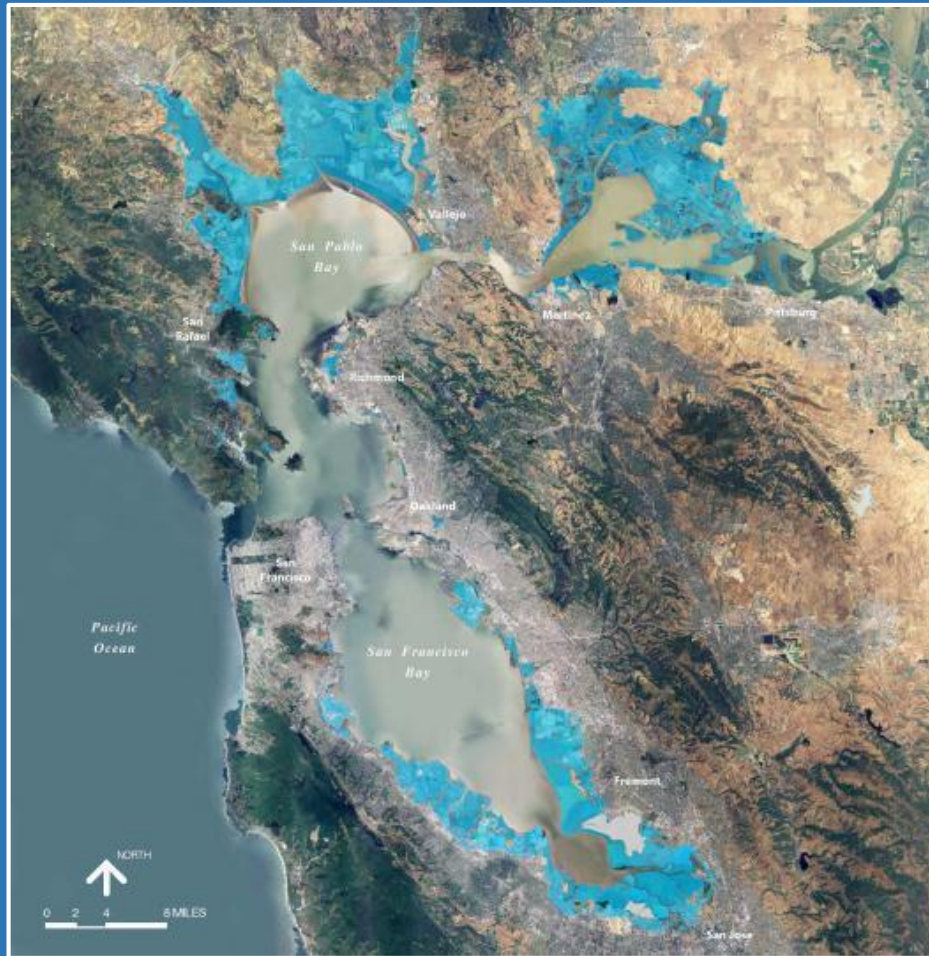 Vallejo
San Pablo
Bay
San
Rafael
Martinez
Pittsburg
Richmond
Oakland
San
Francisco
Pacific
Ocean
San Francisco
Bay
Fremont
NORTH
0 2 4 8 MILES
San Jose